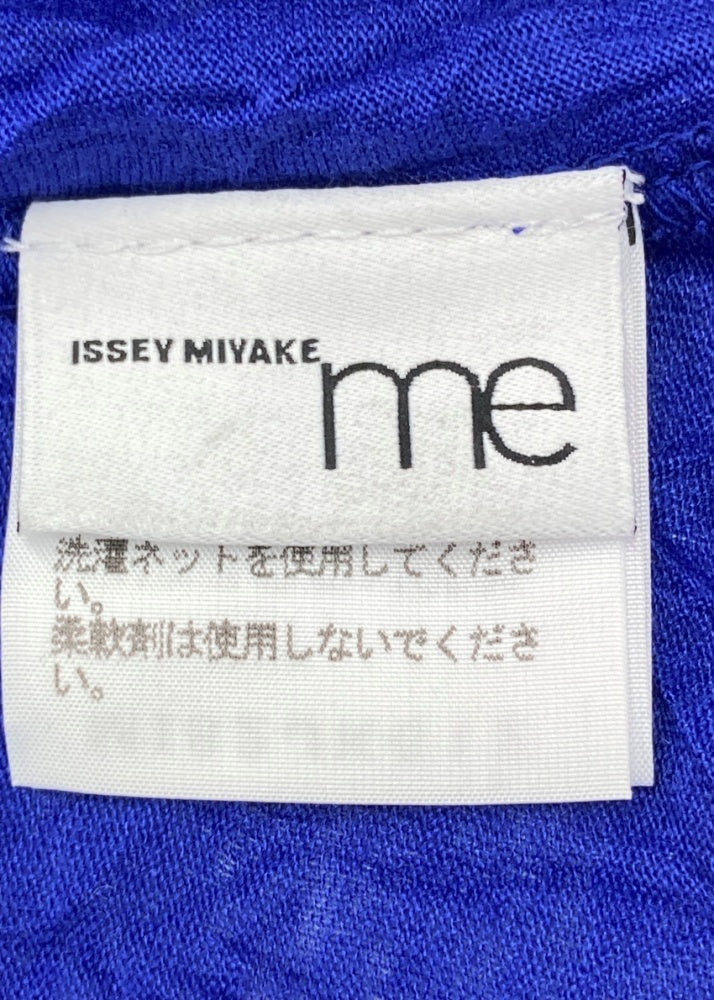 ISSEY MIYAKE
me
洗濯ネットを使用してくださ
い。
柔軟剤は使用しないでくださ
い。